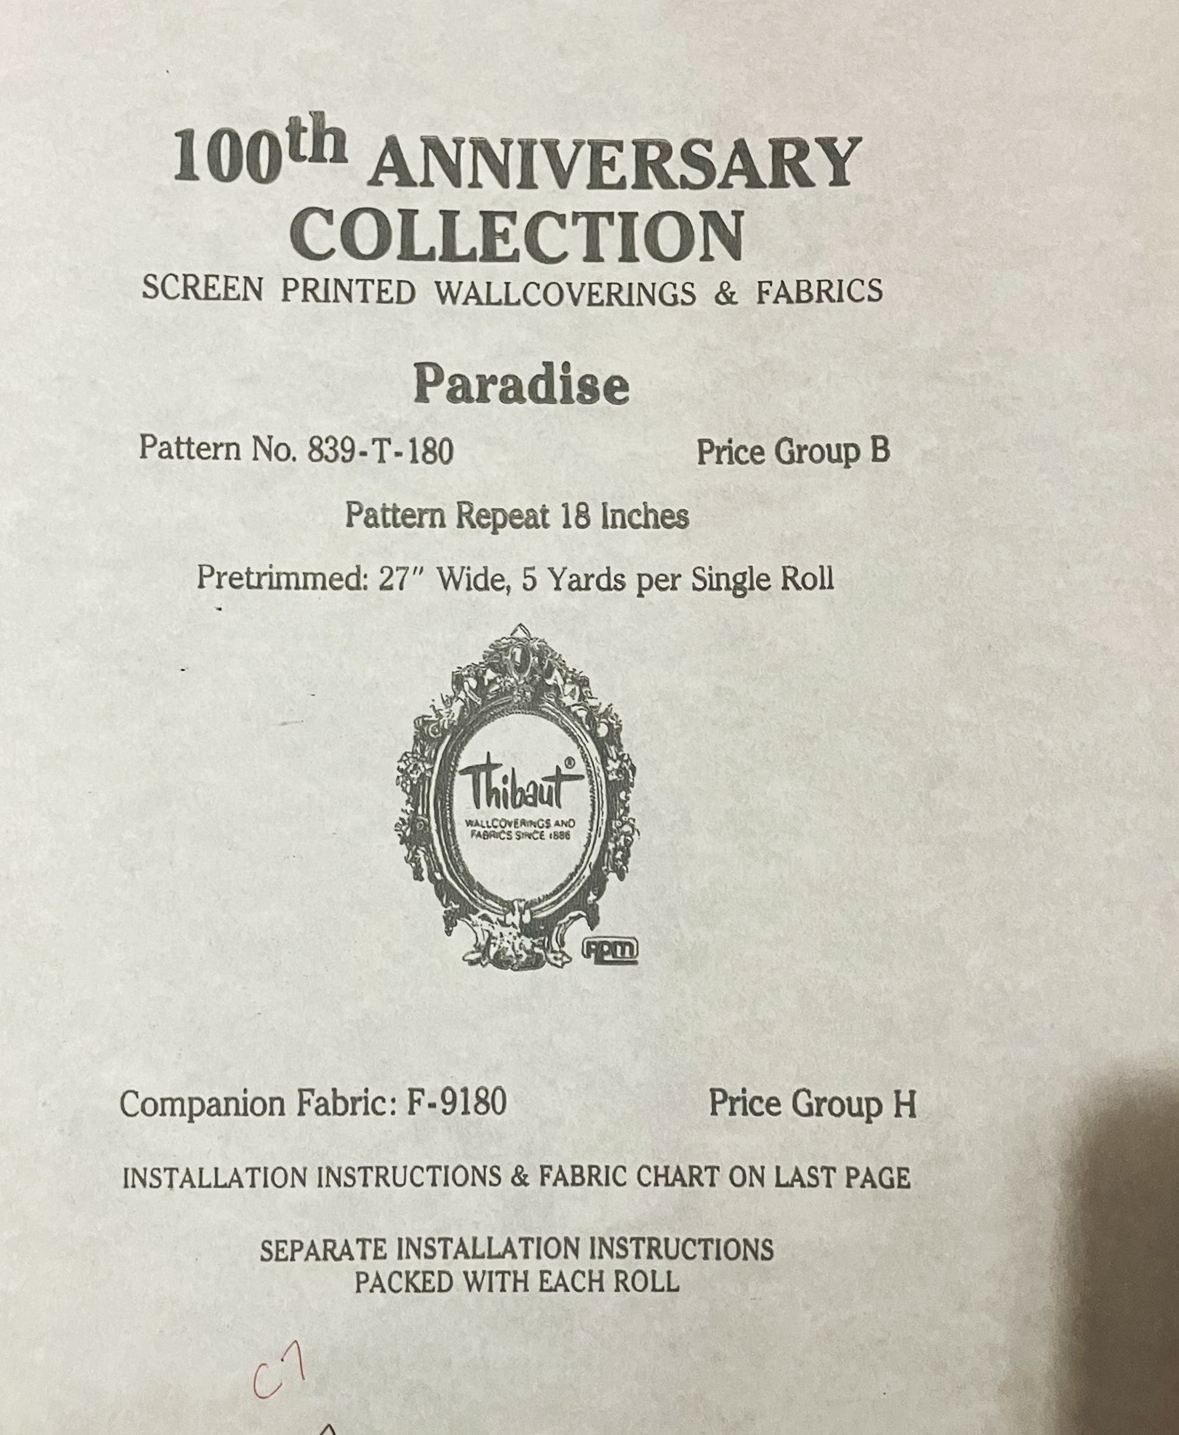 100th ANNIVERSARY
COLLECTION
SCREEN PRINTED WALLCOVERINGS & FABRICS
Paradise
Pattern No. 839-T-180 Price Group B
Pattern Repeat 18 Inches
Pretrimmed: 27" Wide, 5 Yards per Single Roll
Thibaut®
WALLCOVERINGS AND
FABRICS SINCE 1886
rpm
Companion Fabric: F-9180 Price Group H
INSTALLATION INSTRUCTIONS & FABRIC CHART ON LAST PAGE
SEPARATE INSTALLATION INSTRUCTIONS
PACKED WITH EACH ROLL
C7